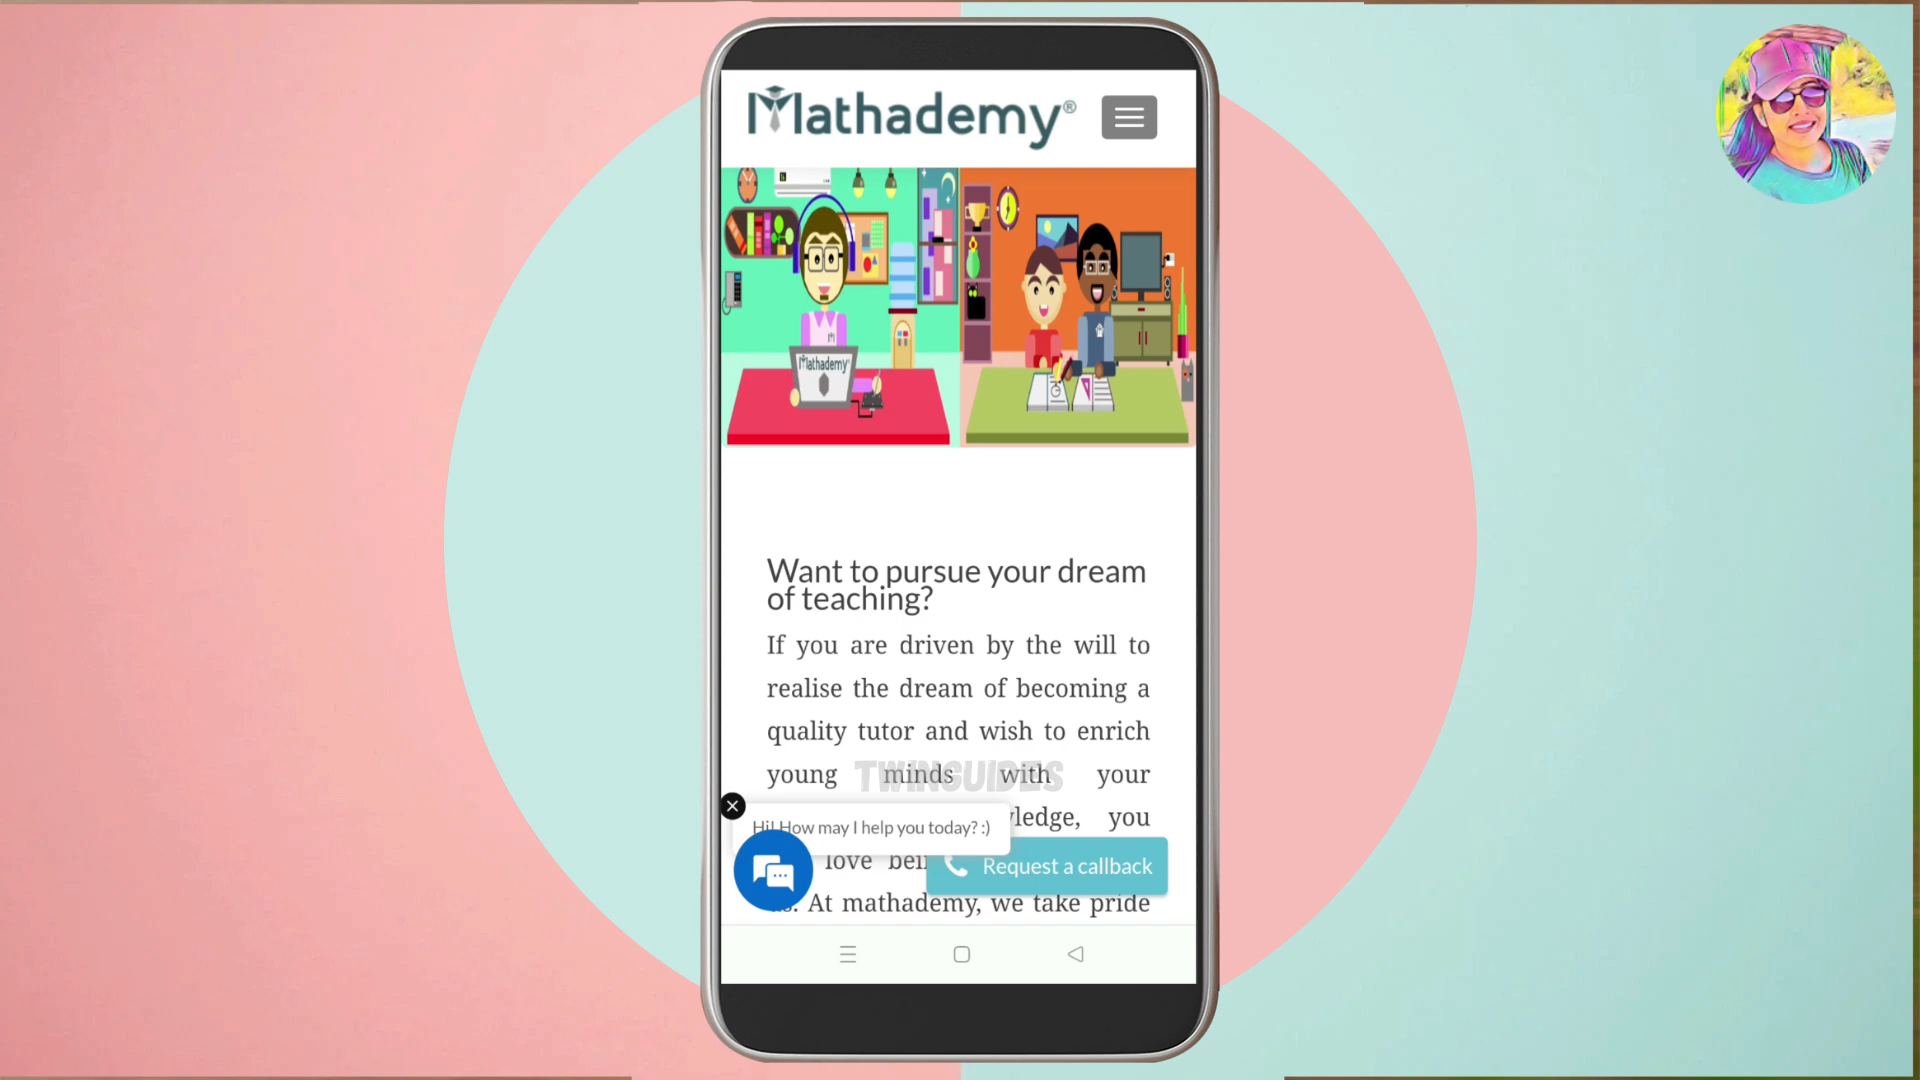 Mathademy®
Mathademy
Want to pursue your dream
of teaching?
If you are driven by the will to
realise the dream of becoming a
quality tutor and wish to enrich
young minds with your
TWINGUIDES
you
Hi! How may I help you today? :)
love
Request a callback
At mathademy, we take pride